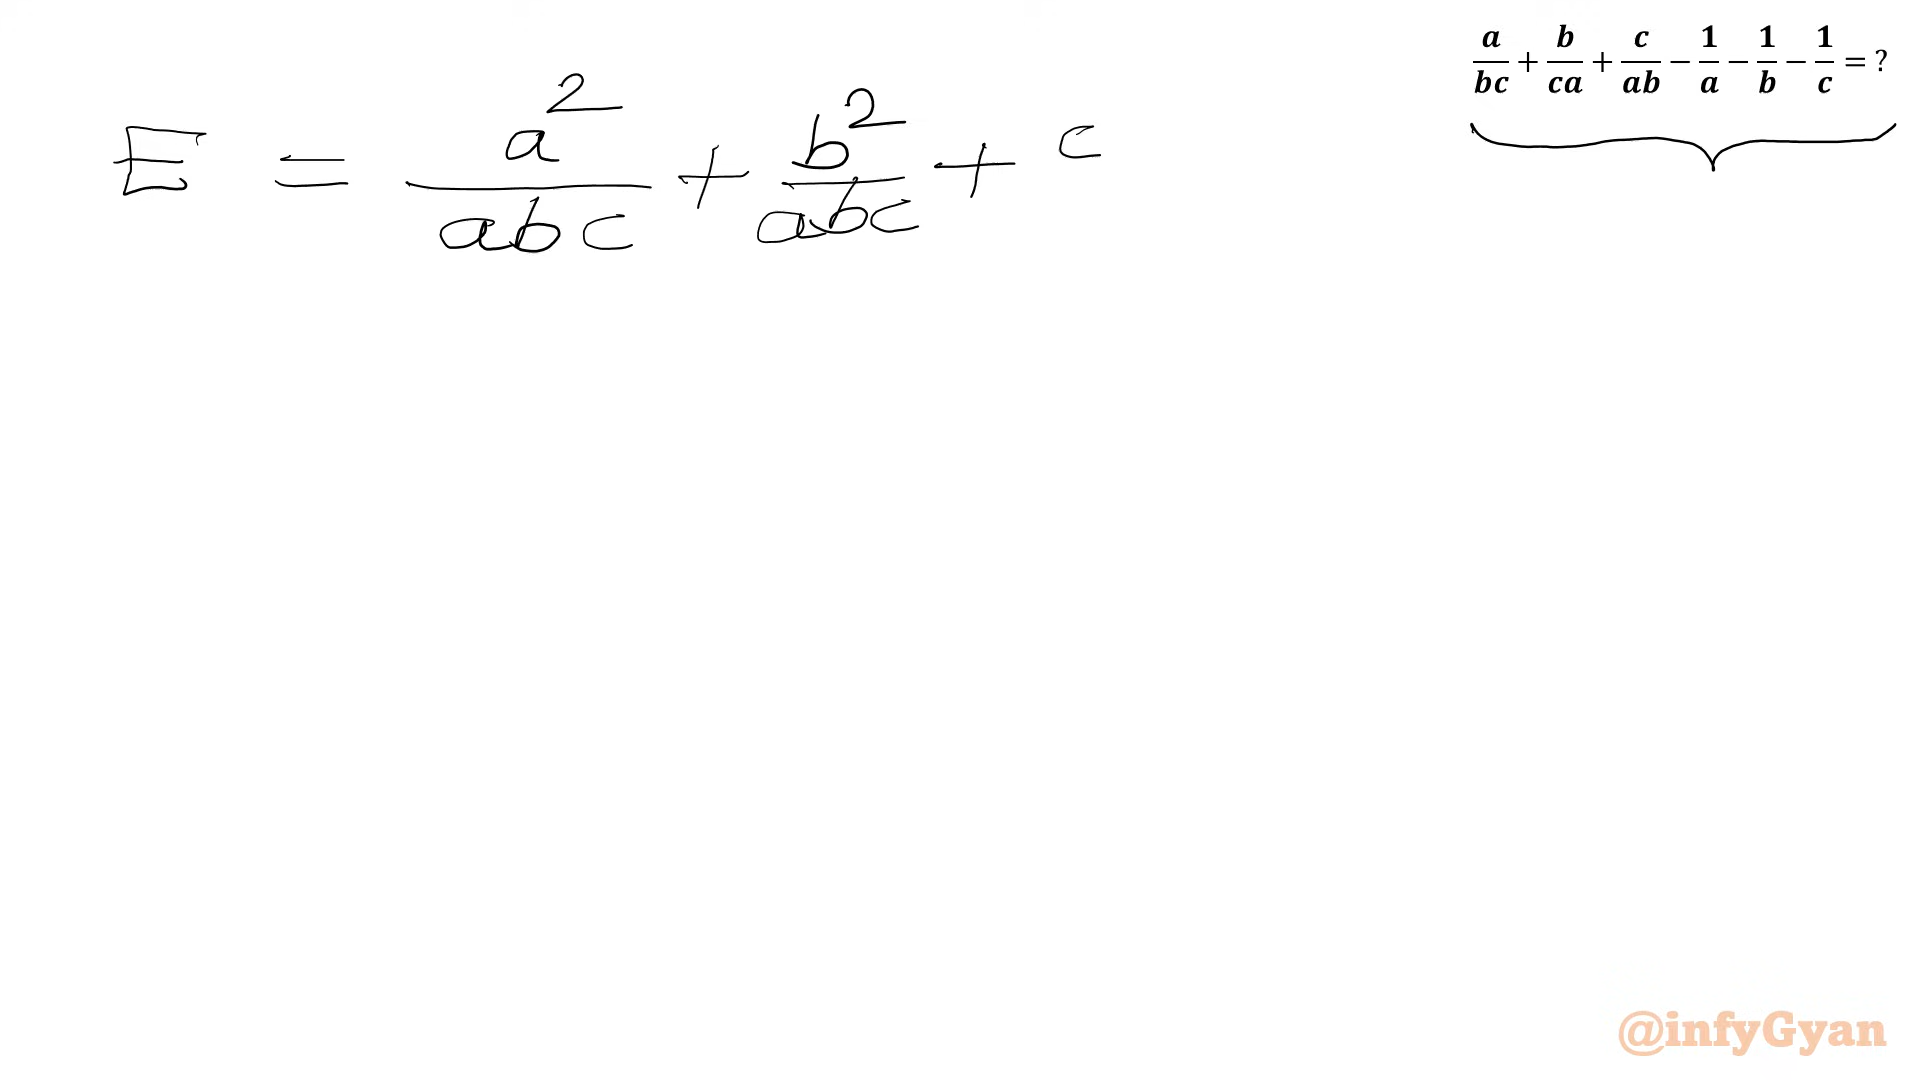 a/bc + b/ca + c/ab − 1/a − 1/b − 1/c = ?
E = a²/abc + b²/abc + c
@infyGyan